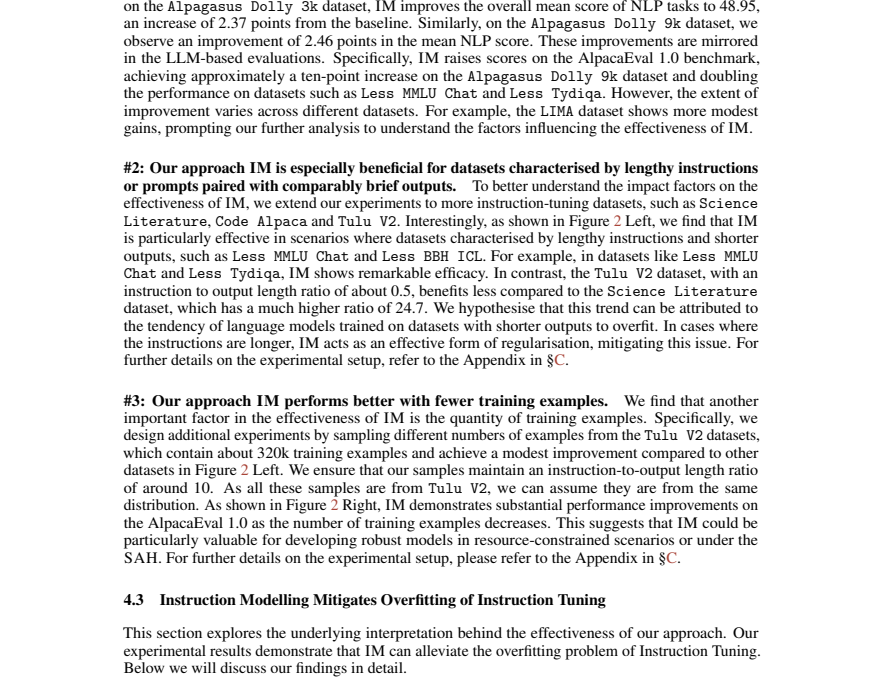 on the Alpagasus Dolly 3k dataset, IM improves the overall mean score of NLP tasks to 48.95,
an increase of 2.37 points from the baseline. Similarly, on the Alpagasus Dolly 9k dataset, we
observe an improvement of 2.46 points in the mean NLP score. These improvements are mirrored
in the LLM-based evaluations. Specifically, IM raises scores on the AlpacaEval 1.0 benchmark,
achieving approximately a ten-point increase on the Alpagasus Dolly 9k dataset and doubling
the performance on datasets such as Less MMLU Chat and Less Tydiqa. However, the extent of
improvement varies across different datasets. For example, the LIMA dataset shows more modest
gains, prompting our further analysis to understand the factors influencing the effectiveness of IM.
#2: Our approach IM is especially beneficial for datasets characterised by lengthy instructions
or prompts paired with comparably brief outputs. To better understand the impact factors on the
effectiveness of IM, we extend our experiments to more instruction-tuning datasets, such as Science
Literature, Code Alpaca and Tulu V2. Interestingly, as shown in Figure 2 Left, we find that IM
is particularly effective in scenarios where datasets characterised by lengthy instructions and shorter
outputs, such as Less MMLU Chat and Less BBH ICL. For example, in datasets like Less MMLU
Chat and Less Tydiqa, IM shows remarkable efficacy. In contrast, the Tulu V2 dataset, with an
instruction to output length ratio of about 0.5, benefits less compared to the Science Literature
dataset, which has a much higher ratio of 24.7. We hypothesise that this trend can be attributed to
the tendency of language models trained on datasets with shorter outputs to overfit. In cases where
the instructions are longer, IM acts as an effective form of regularisation, mitigating this issue. For
further details on the experimental setup, refer to the Appendix in §C.
#3: Our approach IM performs better with fewer training examples. We find that another
important factor in the effectiveness of IM is the quantity of training examples. Specifically, we
design additional experiments by sampling different numbers of examples from the Tulu V2 datasets,
which contain about 320k training examples and achieve a modest improvement compared to other
datasets in Figure 2 Left. We ensure that our samples maintain an instruction-to-output length ratio
of around 10. As all these samples are from Tulu V2, we can assume they are from the same
distribution. As shown in Figure 2 Right, IM demonstrates substantial performance improvements on
the AlpacaEval 1.0 as the number of training examples decreases. This suggests that IM could be
particularly valuable for developing robust models in resource-constrained scenarios or under the
SAH. For further details on the experimental setup, please refer to the Appendix in §C.
4.3 Instruction Modelling Mitigates Overfitting of Instruction Tuning
This section explores the underlying interpretation behind the effectiveness of our approach. Our
experimental results demonstrate that IM can alleviate the overfitting problem of Instruction Tuning.
Below we will discuss our findings in detail.